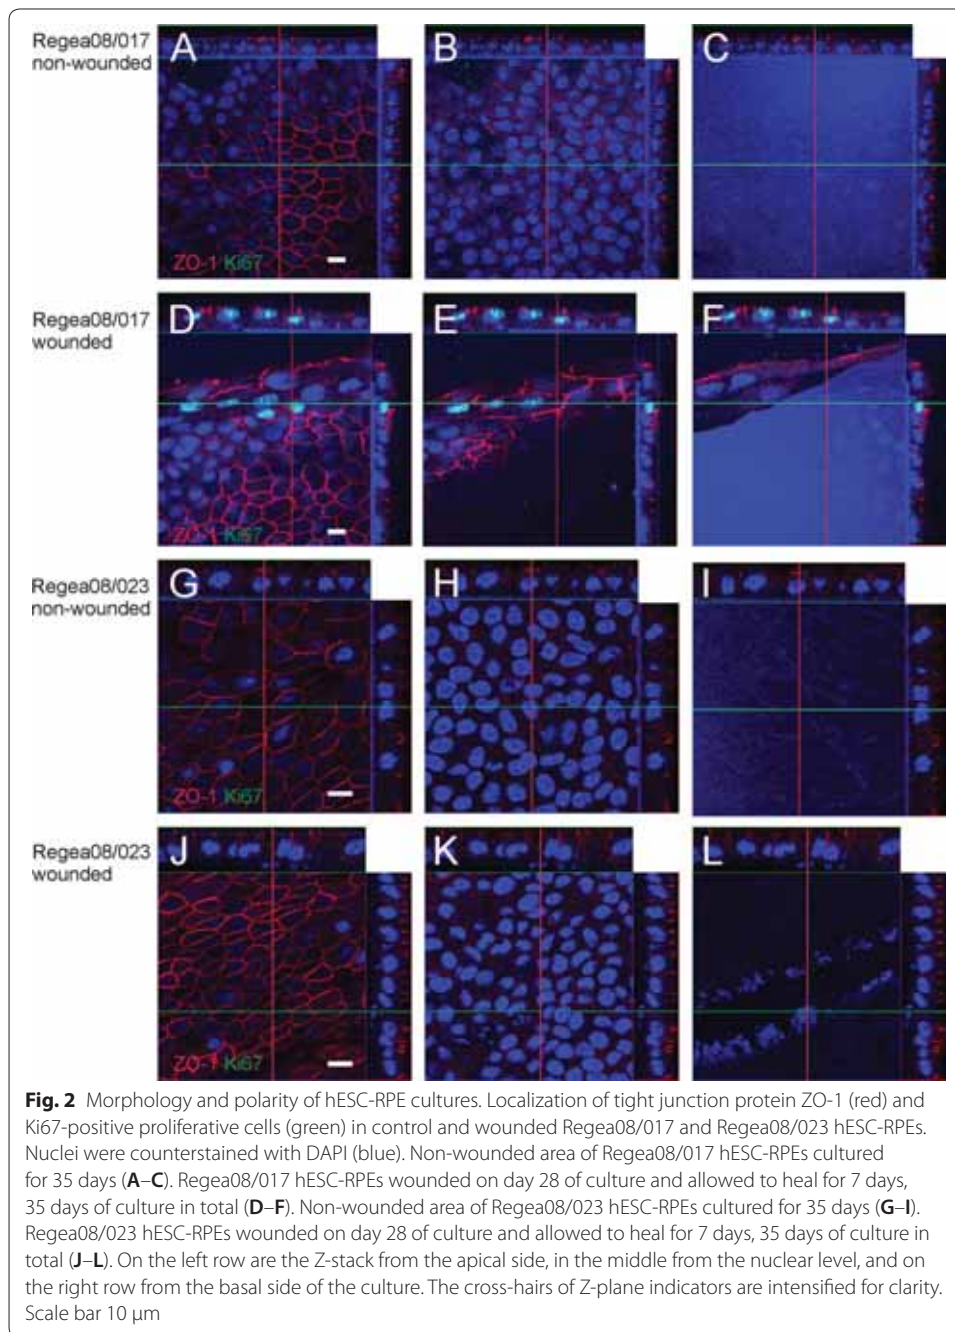 Regea08/017
non-wounded
A
B
C
ZO-1 Ki67
Regea08/017
wounded
D
E
F
ZO-1 Ki67
Regea08/023
non-wounded
G
H
I
ZO-1 Ki67
Regea08/023
wounded
J
K
L
ZO-1 Ki67
Fig. 2 Morphology and polarity of hESC-RPE cultures. Localization of tight junction protein ZO-1 (red) and
Ki67-positive proliferative cells (green) in control and wounded Regea08/017 and Regea08/023 hESC-RPEs.
Nuclei were counterstained with DAPI (blue). Non-wounded area of Regea08/017 hESC-RPEs cultured
for 35 days (A–C). Regea08/017 hESC-RPEs wounded on day 28 of culture and allowed to heal for 7 days,
35 days of culture in total (D–F). Non-wounded area of Regea08/023 hESC-RPEs cultured for 35 days (G–I).
Regea08/023 hESC-RPEs wounded on day 28 of culture and allowed to heal for 7 days, 35 days of culture in
total (J–L). On the left row are the Z-stack from the apical side, in the middle from the nuclear level, and on
the right row from the basal side of the culture. The cross-hairs of Z-plane indicators are intensified for clarity.
Scale bar 10 μm